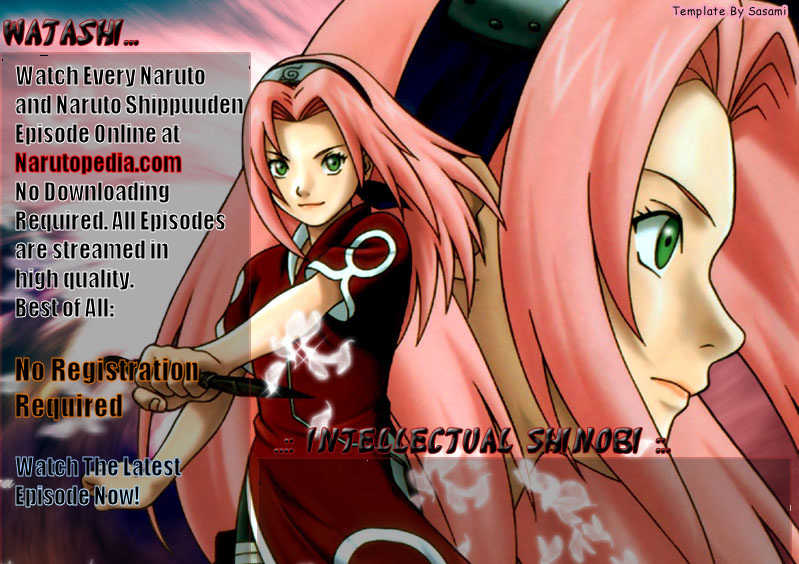 Template By Sasami
WATASHI...
Watch Every Naruto
and Naruto Shippuuden
Episode Online at
Narutopedia.com
No Downloading
Required. All Episodes
are streamed in
high quality.
Best of All:
No Registration
Required
Watch The Latest
Episode Now!
.:: INTELLECTUAL SHINOBI ::.